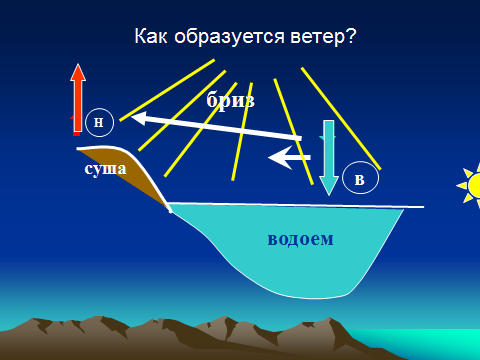 Как образуется ветер?
бриз
н
суша
в
водоем